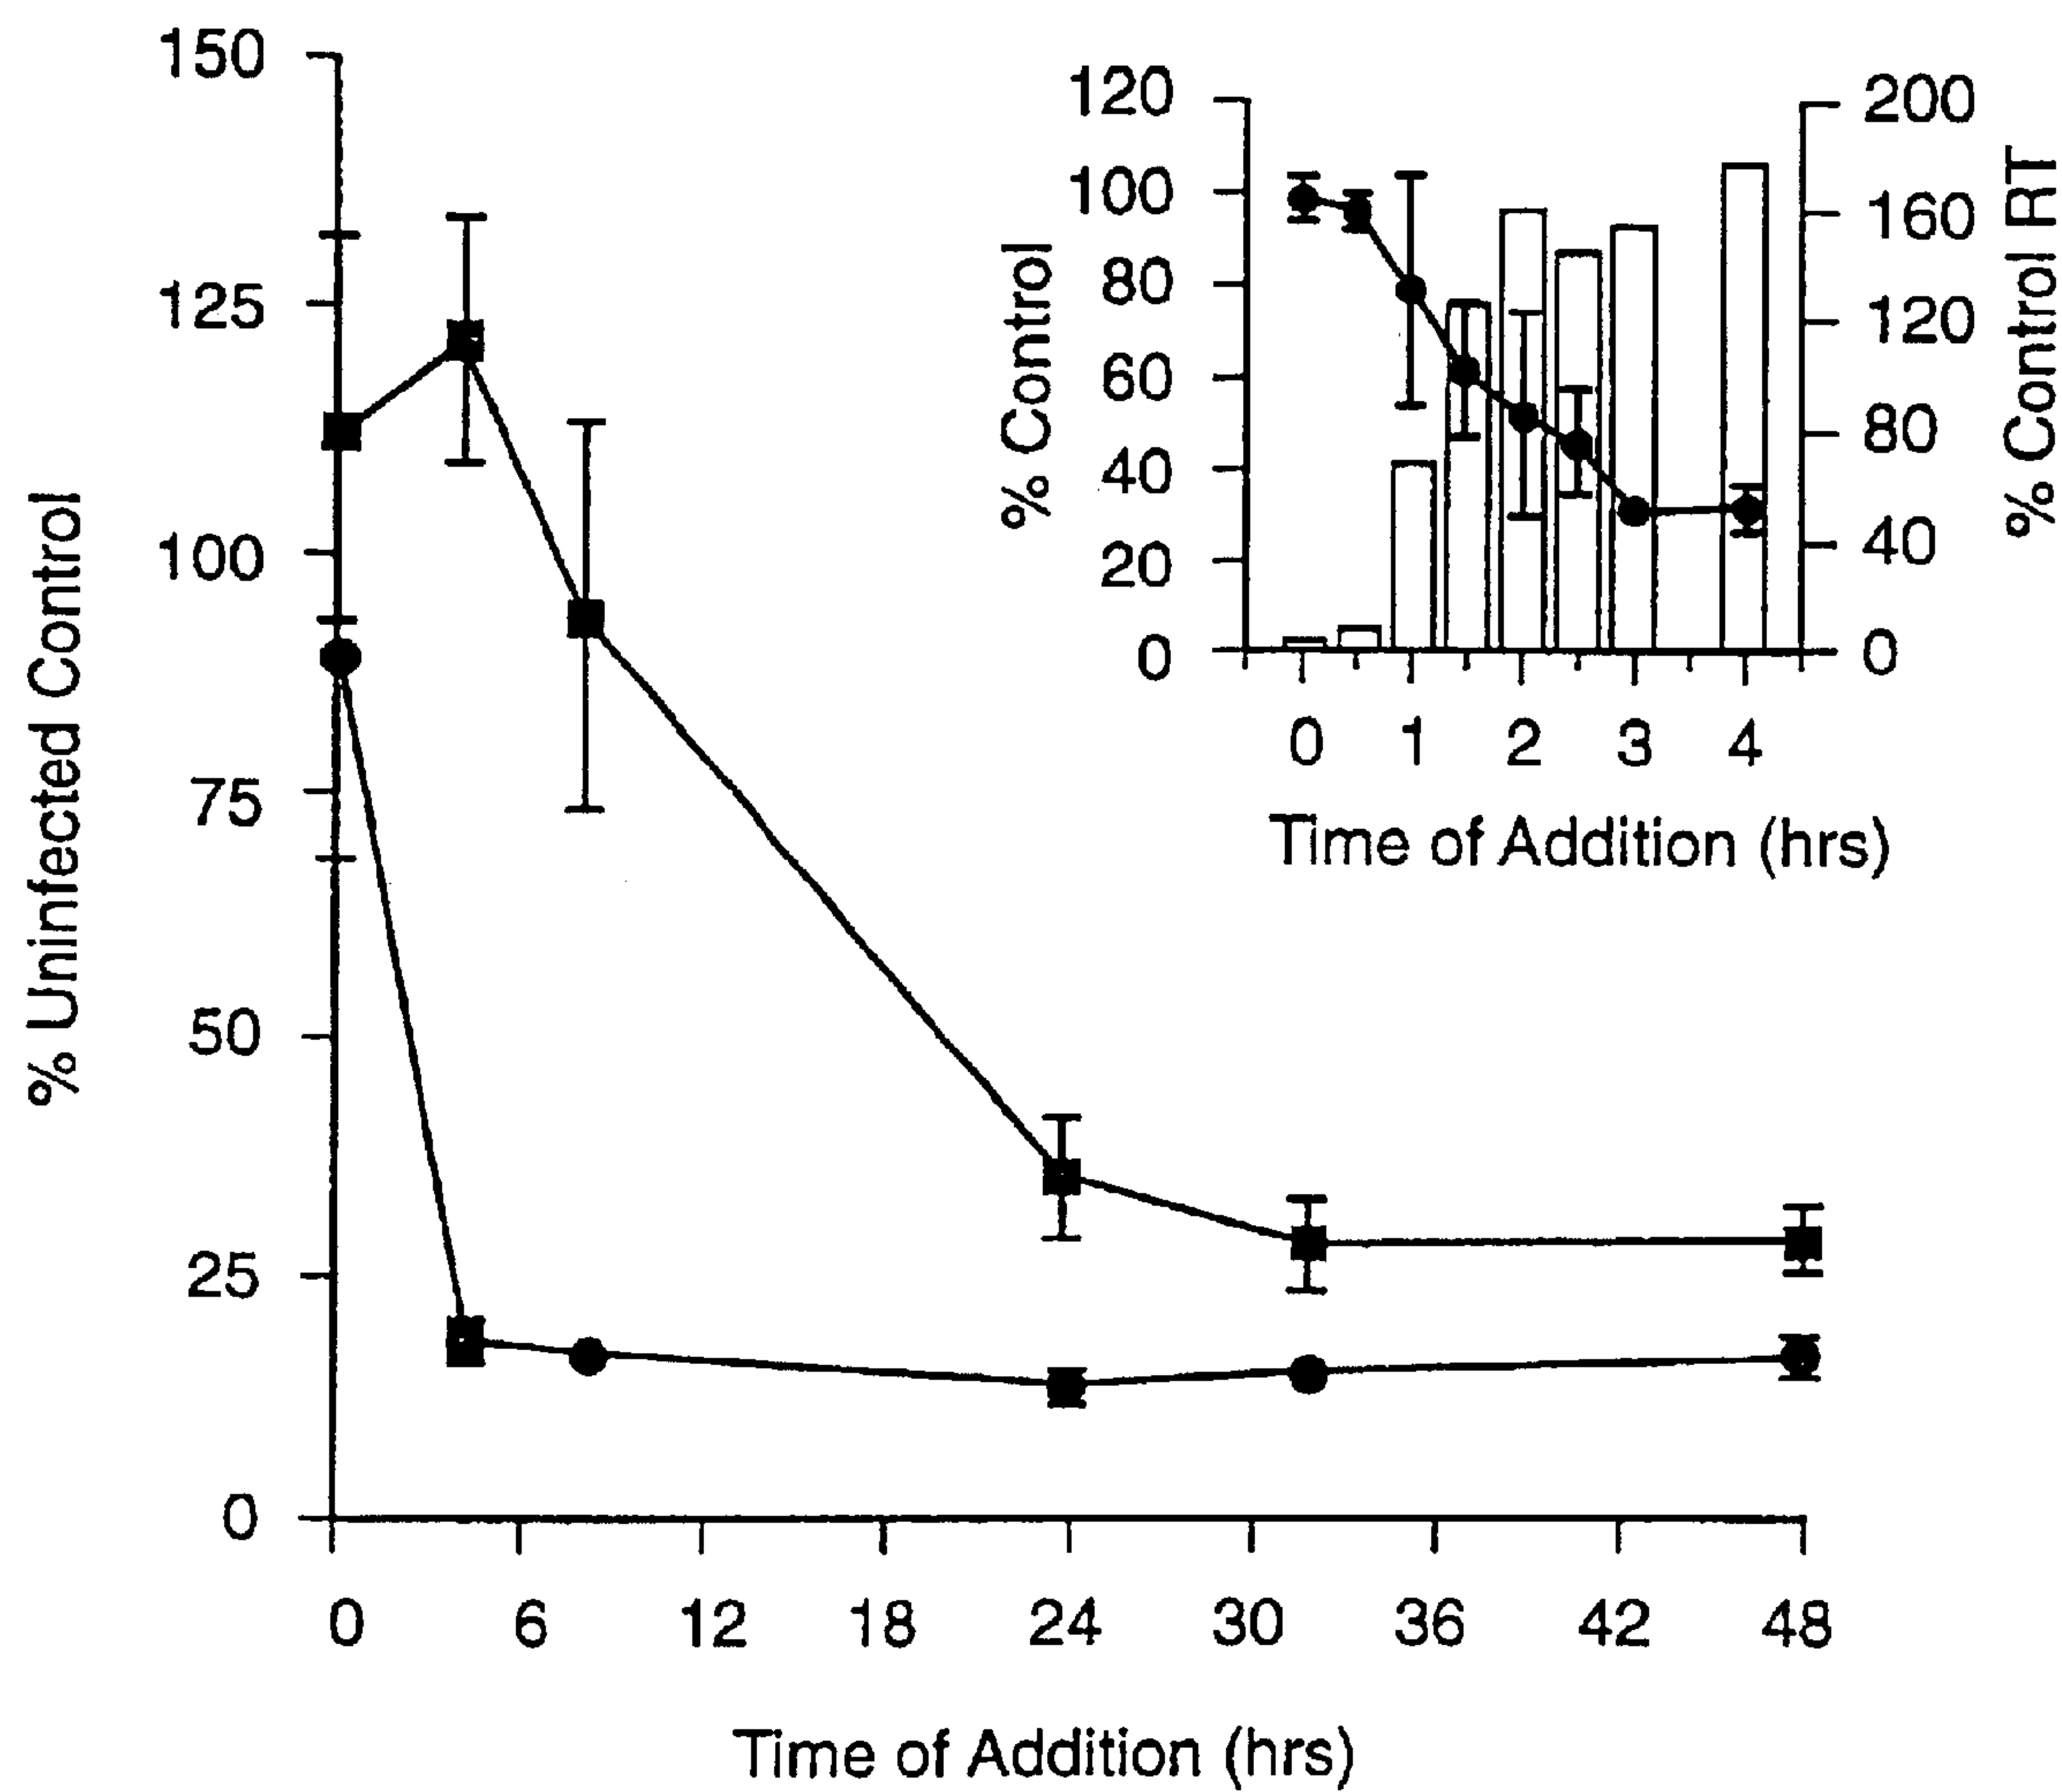 % Uninfected Control
150
125
100
75
50
25
0
0 6 12 18 24 30 36 42 48
Time of Addition (hrs)
% Control
120
100
80
60
40
20
0
0 1 2 3 4
Time of Addition (hrs)
200
160
120
80
40
0
% Control RT